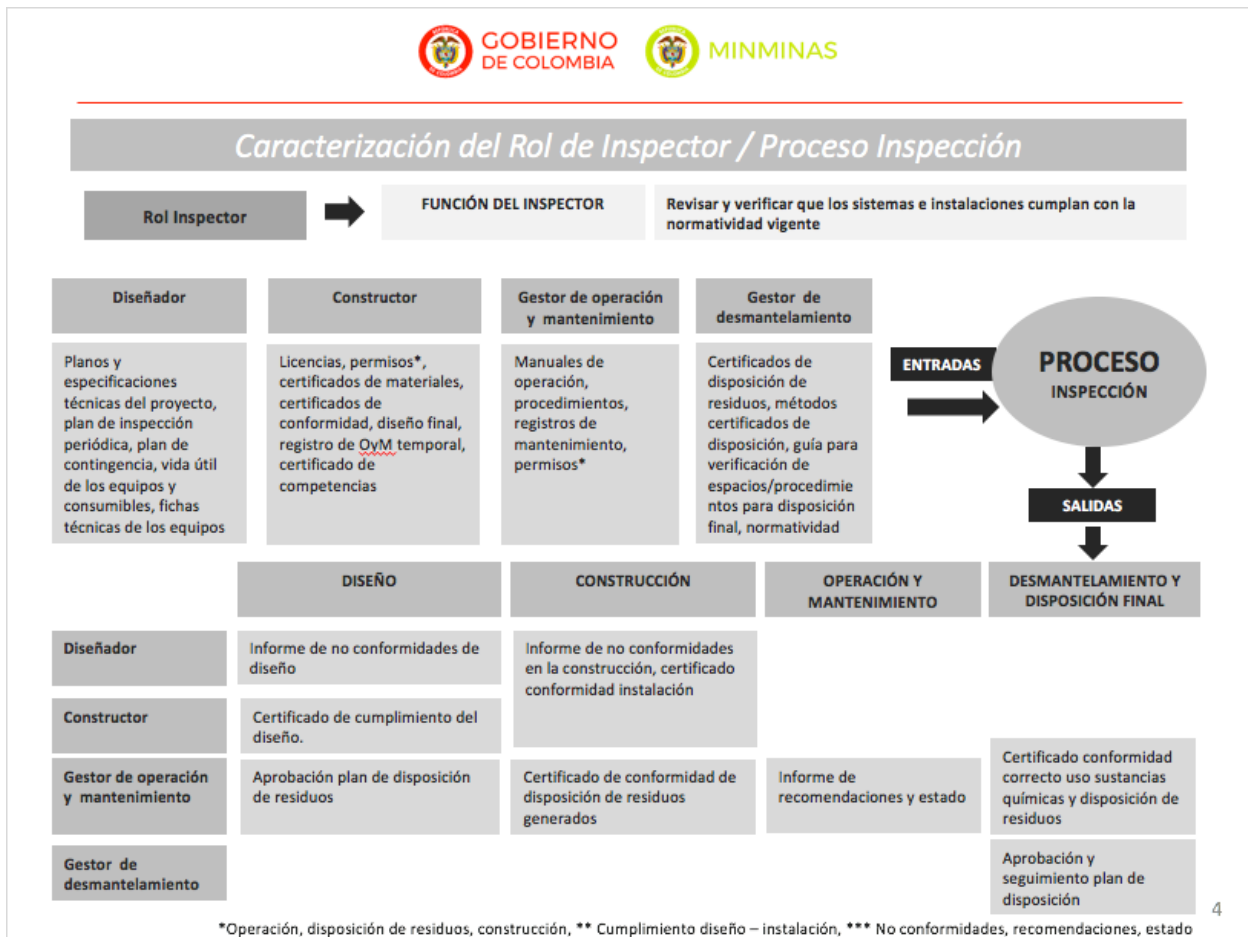 GOBIERNO
DE COLOMBIA
MINMINAS
Caracterización del Rol de Inspector / Proceso Inspección
Rol Inspector
FUNCIÓN DEL INSPECTOR
Revisar y verificar que los sistemas e instalaciones cumplan con la
normatividad vigente
Diseñador
Constructor
Gestor de operación
y mantenimiento
Gestor de
desmantelamiento
Planos y
especificaciones
técnicas del proyecto,
plan de inspección
periódica, plan de
contingencia, vida útil
de los equipos y
consumibles, fichas
técnicas de los equipos
Licencias, permisos*,
certificados de materiales,
certificados de
conformidad, diseño final,
registro de OyM temporal,
certificado de
competencias
Manuales de
operación,
procedimientos,
registros de
mantenimiento,
permisos*
Certificados de
disposición de
residuos, métodos
certificados de
disposición, guía para
verificación de
espacios/procedimie
ntos para disposición
final, normatividad
ENTRADAS
PROCESO
INSPECCIÓN
SALIDAS
DISEÑO
CONSTRUCCIÓN
OPERACIÓN Y
MANTENIMIENTO
DESMANTELAMIENTO Y
DISPOSICIÓN FINAL
Diseñador
Informe de no conformidades de
diseño
Informe de no conformidades
en la construcción, certificado
conformidad instalación
Constructor
Certificado de cumplimiento del
diseño.
Gestor de operación
y mantenimiento
Aprobación plan de disposición
de residuos
Certificado de conformidad de
disposición de residuos
generados
Informe de
recomendaciones y estado
Certificado conformidad
correcto uso sustancias
químicas y disposición de
residuos
Gestor de
desmantelamiento
Aprobación y
seguimiento plan de
disposición
4
*Operación, disposición de residuos, construcción, ** Cumplimiento diseño – instalación, *** No conformidades, recomendaciones, estado